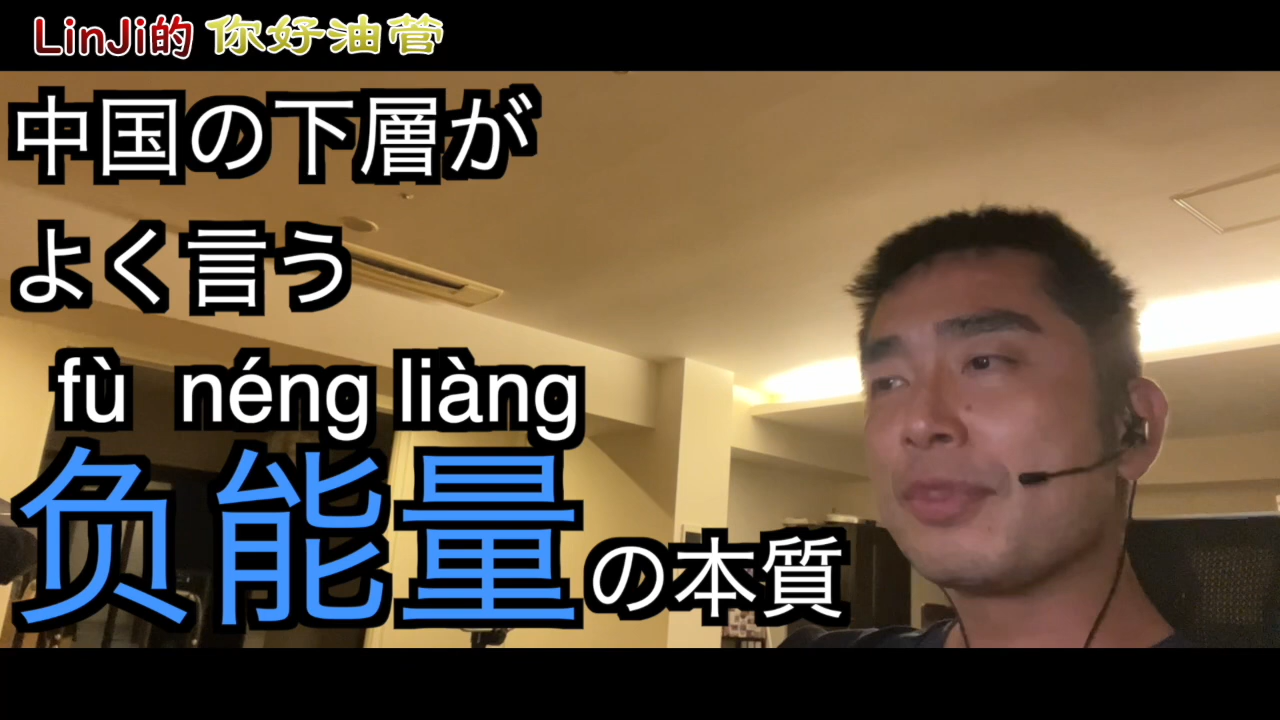 LinJi的 你好油管
中国の下層が
よく言う
fù néng liàng
负能量の本質